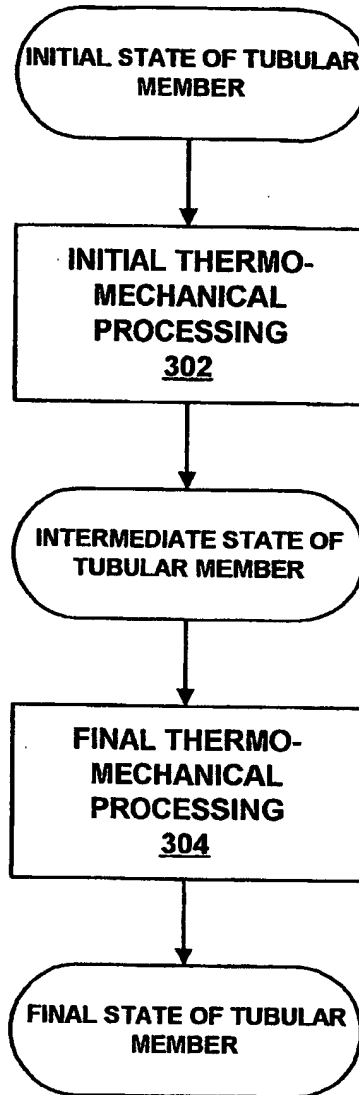 INITIAL STATE OF TUBULAR
MEMBER
INITIAL THERMO-
MECHANICAL
PROCESSING
302
INTERMEDIATE STATE OF
TUBULAR MEMBER
FINAL THERMO-
MECHANICAL
PROCESSING
304
FINAL STATE OF TUBULAR
MEMBER